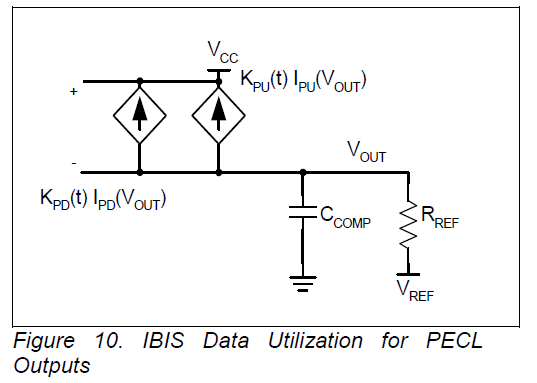 V_CC
+
K_PU(t) I_PU(V_OUT)
-
V_OUT
K_PD(t) I_PD(V_OUT)
C_COMP
R_REF
V_REF
Figure 10. IBIS Data Utilization for PECL
Outputs